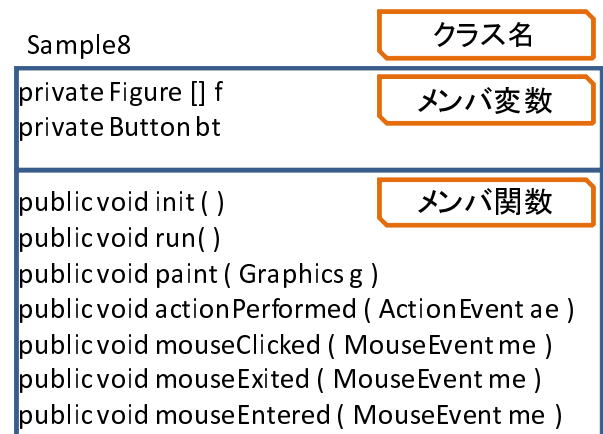 Sample8
クラス名
private Figure [] f
メンバ変数
private Button bt
メンバ関数
public void init ( )
public void run( )
public void paint ( Graphics g )
public void actionPerformed ( ActionEvent ae )
public void mouseClicked ( MouseEvent me )
public void mouseExited ( MouseEvent me )
public void mouseEntered ( MouseEvent me )